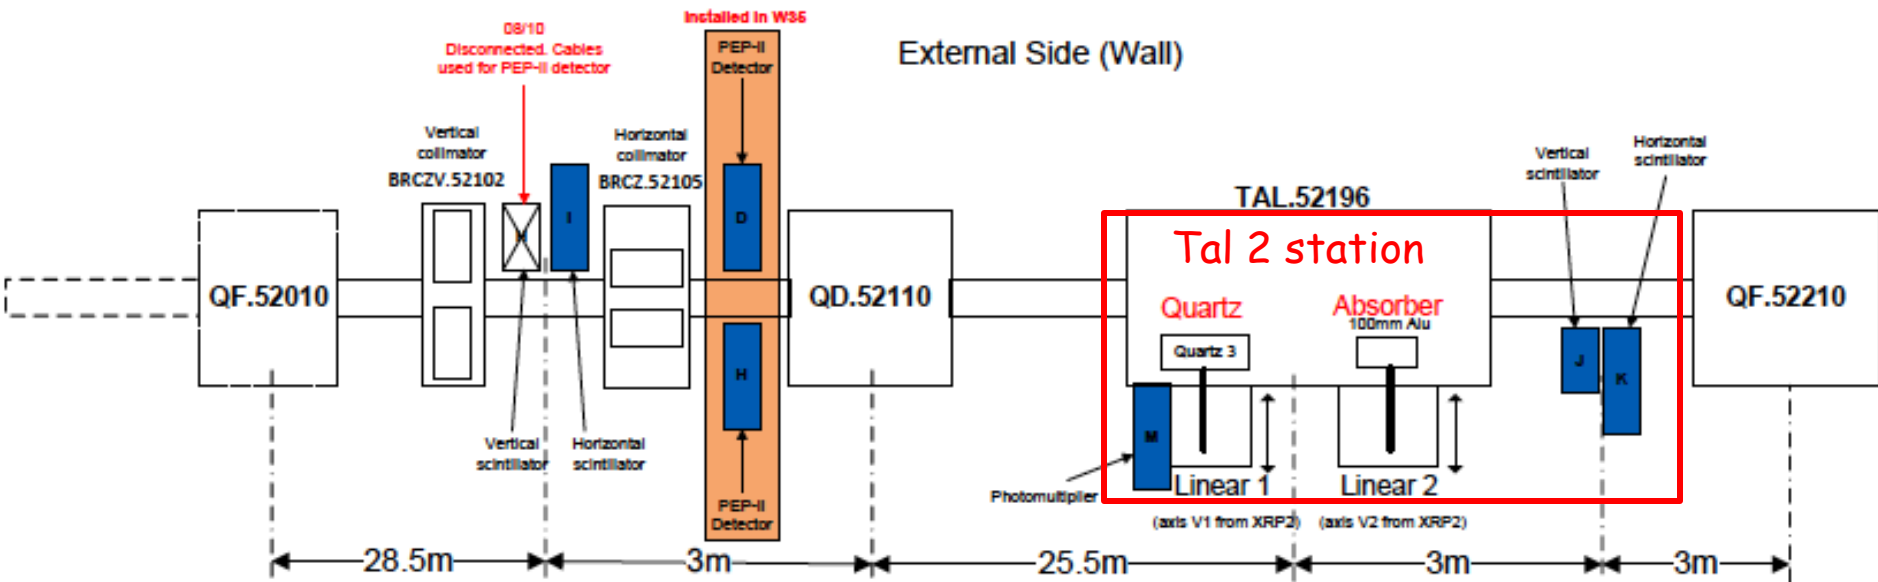 Installed in W35
08/10
Disconnected. Cables
used for PEP-II detector
PEP-II
Detector
External Side (Wall)
Vertical
collimator
BRCZV.52102
Horizontal
collimator
BRCZ.52105
Vertical
scintillator
Horizontal
scintillator
TAL.52196
I
D
Tal 2 station
QF.52010
QD.52110
QF.52210
Quartz
Absorber
100mm Alu
Quartz 3
H
J
K
M
Vertical
scintillator
Horizontal
scintillator
Photomultiplier
Linear 1
Linear 2
PEP-II
Detector
(axis V1 from XRP2)
(axis V2 from XRP2)
28.5m
3m
25.5m
3m
3m